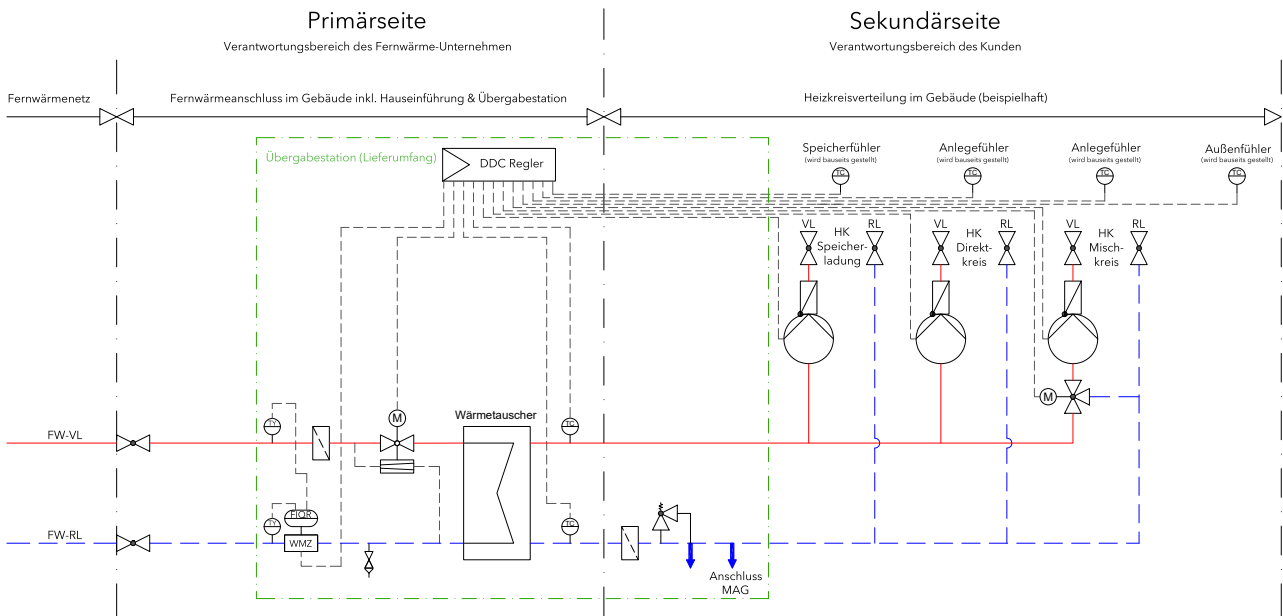 Primärseite
Verantwortungsbereich des Fernwärme-Unternehmen
Sekundärseite
Verantwortungsbereich des Kunden
Fernwärmenetz
Fernwärmeanschluss im Gebäude inkl. Hauseinführung & Übergabestation
Heizkreisverteilung im Gebäude (beispielhaft)
Übergabestation (Lieferumfang)
DDC Regler
Speicherfühler
(wird bauseits gestellt)
TC
Anlegefühler
(wird bauseits gestellt)
TC
Anlegefühler
(wird bauseits gestellt)
TC
Außenfühler
(wird bauseits gestellt)
TC
VL
HK
Speicher-
ladung
RL
VL
HK
Direkt-
kreis
RL
VL
HK
Misch-
kreis
RL
M
M
Wärmetauscher
TY
TC
FW-VL
FIQR
TY
TC
FW-RL
WMZ
Anschluss
MAG